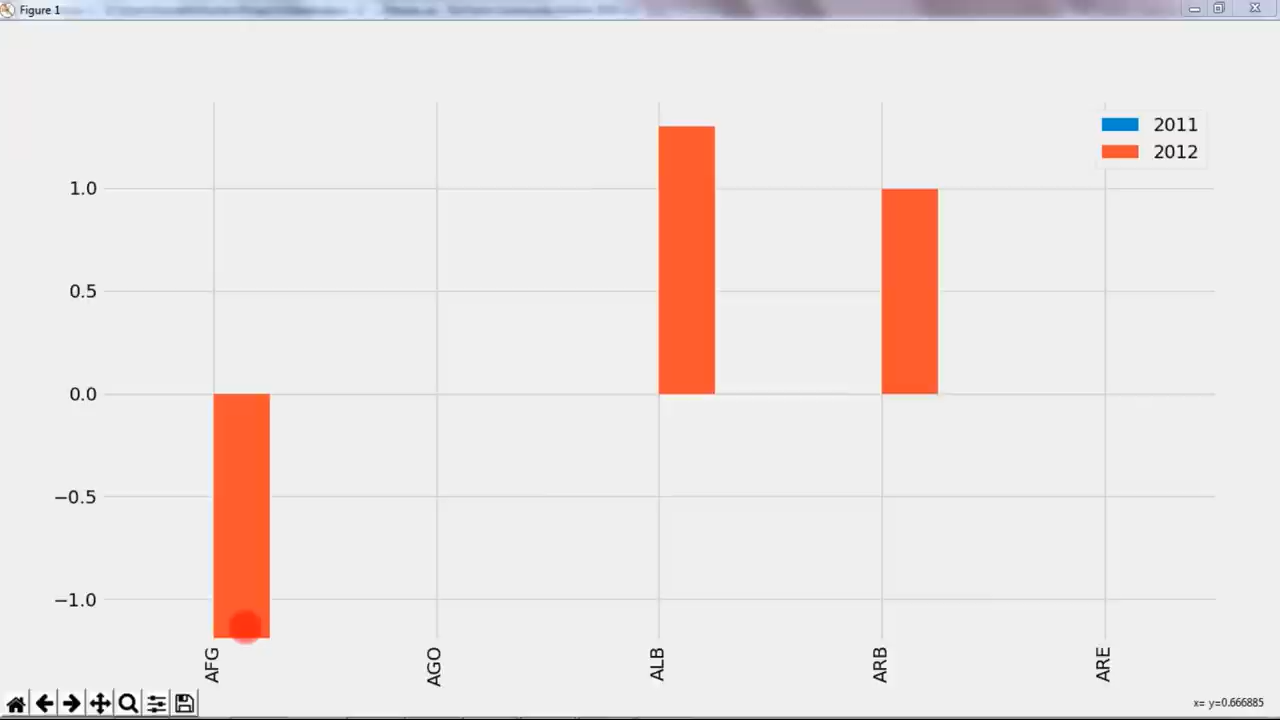 Figure 1
2011
2012
1.0
0.5
0.0
−0.5
−1.0
AFG
AGO
ALB
ARB
ARE
x= y=0.666885